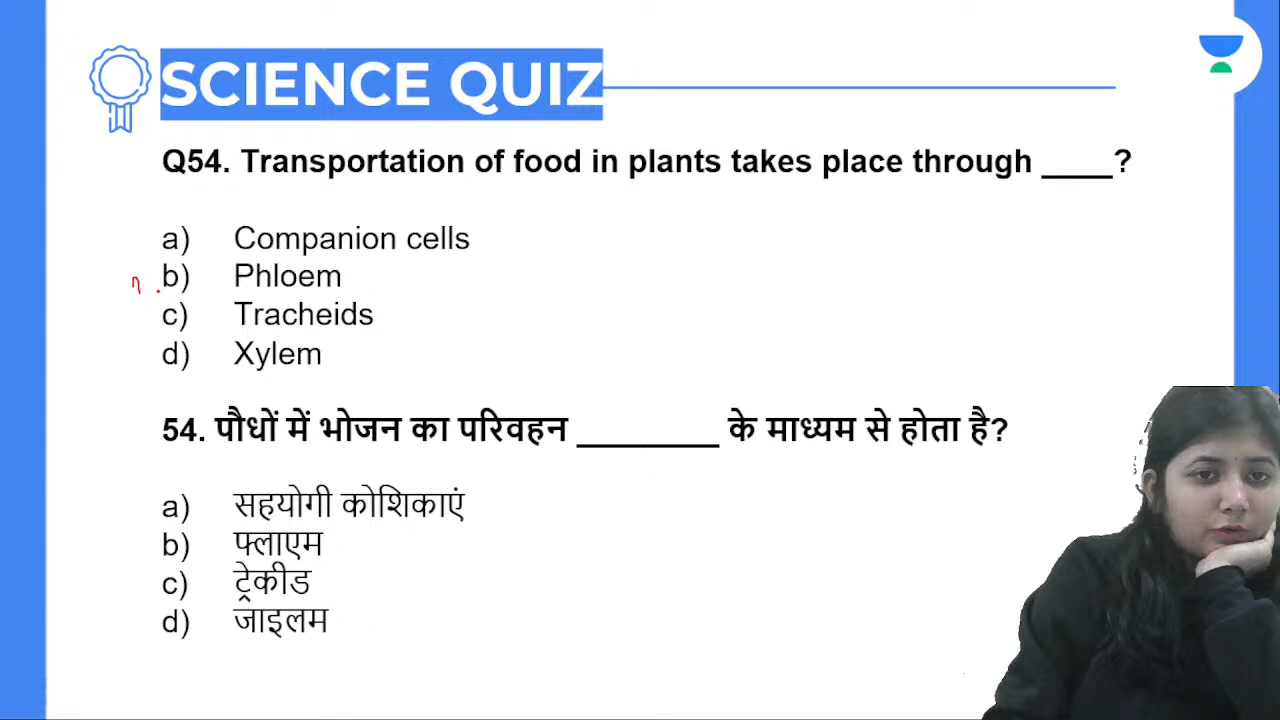 SCIENCE QUIZ
Q54. Transportation of food in plants takes place through ____?
a) Companion cells
b) Phloem
c) Tracheids
d) Xylem
54. पौधों में भोजन का परिवहन ________ के माध्यम से होता है?
a) सहयोगी कोशिकाएं
b) फ्लाएम
c) ट्रेकीड
d) जाइलम